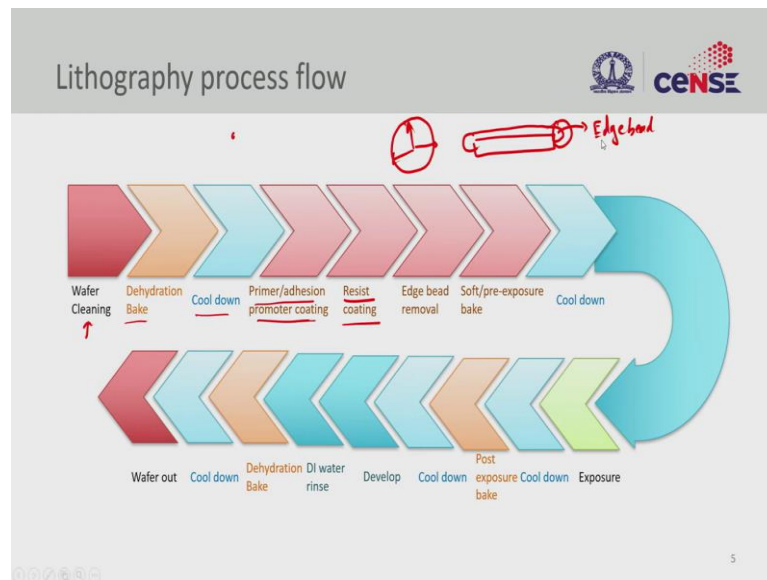 Lithography process flow
CeNSE
Edge bead
Wafer
Cleaning
Dehydration
Bake
Cool down
Primer/adhesion
promoter coating
Resist
coating
Edge bead
removal
Soft/pre-exposure
bake
Cool down
Wafer out
Cool down
Dehydration
Bake
DI water
rinse
Develop
Cool down
Post
exposure
bake
Cool down
Exposure
5